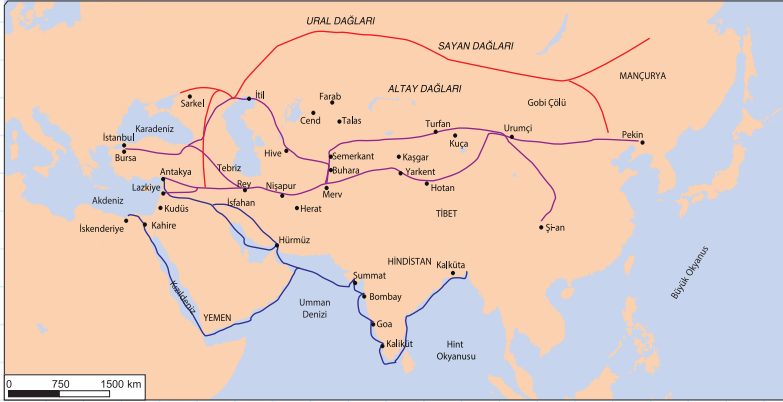 URAL DAĞLARI
SAYAN DAĞLARI
MANÇURYA
ALTAY DAĞLARI
Gobi Çölü
Sarkel
İtil
Farab
Cend
Talas
Karadeniz
İstanbul
Bursa
Turfan
Kuça
Urumçi
Pekin
Hive
Semerkant
Buhara
Kaşgar
Yarkent
Hotan
Antakya
Lazkiye
Tebriz
Rey
Nişapur
Merv
Akdeniz
Kudüs
İsfahan
Herat
TİBET
İskenderiye
Kahire
Şi-an
Hürmüz
HİNDİSTAN
Kalküta
Büyük Okyanus
Kızıldeniz
YEMEN
Umman
Denizi
Summat
Bombay
Goa
Kaliküt
Hint
Okyanusu
0 750 1500 km